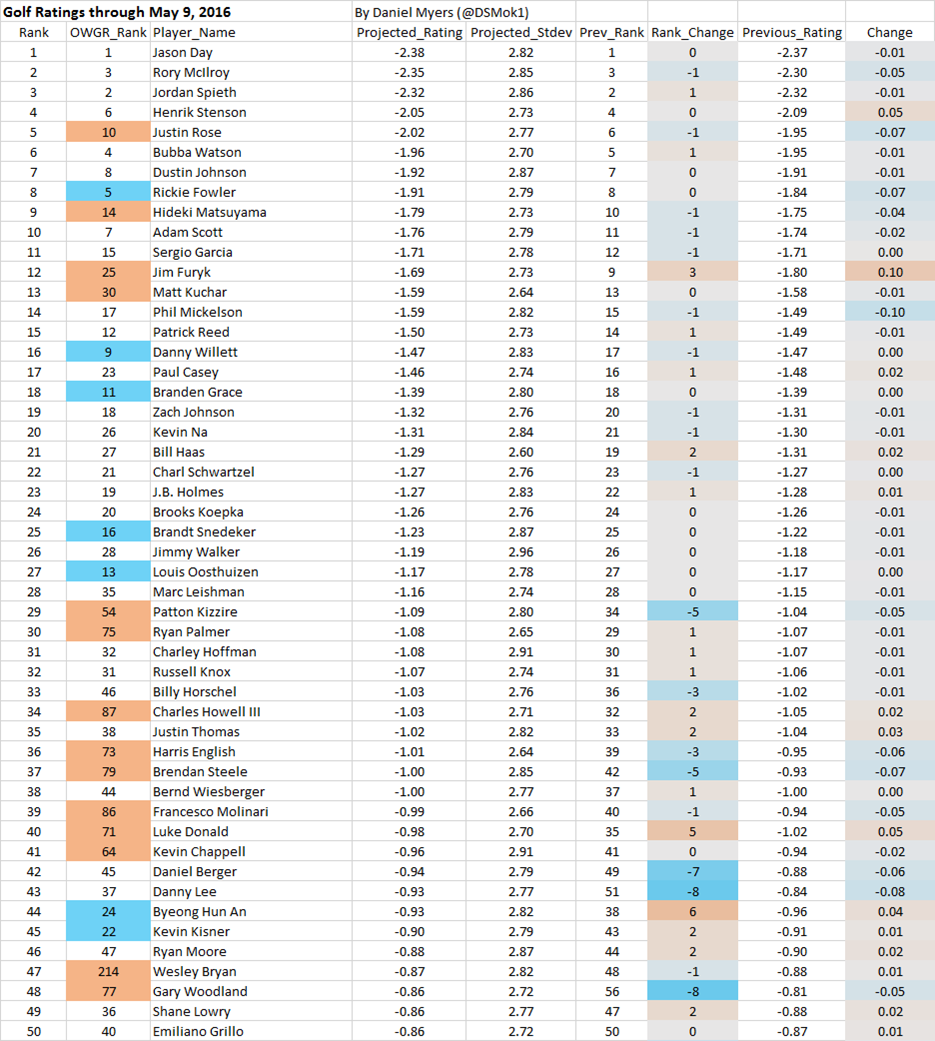 Golf Ratings through May 9, 2016 By Daniel Myers (@DSMok1)
Rank OWGR_Rank Player_Name Projected_Rating Projected_Stdev Prev_Rank Rank_Change Previous_Rating Change
1 1 Jason Day -2.38 2.82 1 0 -2.37 -0.01
2 3 Rory McIlroy -2.35 2.85 3 -1 -2.30 -0.05
3 2 Jordan Spieth -2.32 2.86 2 1 -2.32 -0.01
4 6 Henrik Stenson -2.05 2.73 4 0 -2.09 0.05
5 10 Justin Rose -2.02 2.77 6 -1 -1.95 -0.07
6 4 Bubba Watson -1.96 2.70 5 1 -1.95 -0.01
7 8 Dustin Johnson -1.92 2.87 7 0 -1.91 -0.01
8 5 Rickie Fowler -1.91 2.79 8 0 -1.84 -0.07
9 14 Hideki Matsuyama -1.79 2.73 10 -1 -1.75 -0.04
10 7 Adam Scott -1.76 2.79 11 -1 -1.74 -0.02
11 15 Sergio Garcia -1.71 2.78 12 -1 -1.71 0.00
12 25 Jim Furyk -1.69 2.73 9 3 -1.80 0.10
13 30 Matt Kuchar -1.59 2.64 13 0 -1.58 -0.01
14 17 Phil Mickelson -1.59 2.82 15 -1 -1.49 -0.10
15 12 Patrick Reed -1.50 2.73 14 1 -1.49 -0.01
16 9 Danny Willett -1.47 2.83 17 -1 -1.47 0.00
17 23 Paul Casey -1.46 2.74 16 1 -1.48 0.02
18 11 Branden Grace -1.39 2.80 18 0 -1.39 0.00
19 18 Zach Johnson -1.32 2.76 20 -1 -1.31 -0.01
20 26 Kevin Na -1.31 2.84 21 -1 -1.30 -0.01
21 27 Bill Haas -1.29 2.60 19 2 -1.31 0.02
22 21 Charl Schwartzel -1.27 2.76 23 -1 -1.27 0.00
23 19 J.B. Holmes -1.27 2.83 22 1 -1.28 0.01
24 20 Brooks Koepka -1.26 2.76 24 0 -1.26 -0.01
25 16 Brandt Snedeker -1.23 2.87 25 0 -1.22 -0.01
26 28 Jimmy Walker -1.19 2.96 26 0 -1.18 -0.01
27 13 Louis Oosthuizen -1.17 2.78 27 0 -1.17 0.00
28 35 Marc Leishman -1.16 2.74 28 0 -1.15 -0.01
29 54 Patton Kizzire -1.09 2.80 34 -5 -1.04 -0.05
30 75 Ryan Palmer -1.08 2.65 29 1 -1.07 -0.01
31 32 Charley Hoffman -1.08 2.91 30 1 -1.07 -0.01
32 31 Russell Knox -1.07 2.74 31 1 -1.06 -0.01
33 46 Billy Horschel -1.03 2.76 36 -3 -1.02 -0.01
34 87 Charles Howell III -1.03 2.71 32 2 -1.05 0.02
35 38 Justin Thomas -1.02 2.82 33 2 -1.04 0.03
36 73 Harris English -1.01 2.64 39 -3 -0.95 -0.06
37 79 Brendan Steele -1.00 2.85 42 -5 -0.93 -0.07
38 44 Bernd Wiesberger -1.00 2.77 37 1 -1.00 0.00
39 86 Francesco Molinari -0.99 2.66 40 -1 -0.94 -0.05
40 71 Luke Donald -0.98 2.70 35 5 -1.02 0.05
41 64 Kevin Chappell -0.96 2.91 41 0 -0.94 -0.02
42 45 Daniel Berger -0.94 2.79 49 -7 -0.88 -0.06
43 37 Danny Lee -0.93 2.77 51 -8 -0.84 -0.08
44 24 Byeong Hun An -0.93 2.82 38 6 -0.96 0.04
45 22 Kevin Kisner -0.90 2.79 43 2 -0.91 0.01
46 47 Ryan Moore -0.88 2.87 44 2 -0.90 0.02
47 214 Wesley Bryan -0.87 2.82 48 -1 -0.88 0.01
48 77 Gary Woodland -0.86 2.72 56 -8 -0.81 -0.05
49 36 Shane Lowry -0.86 2.77 47 2 -0.88 0.02
50 40 Emiliano Grillo -0.86 2.72 50 0 -0.87 0.01